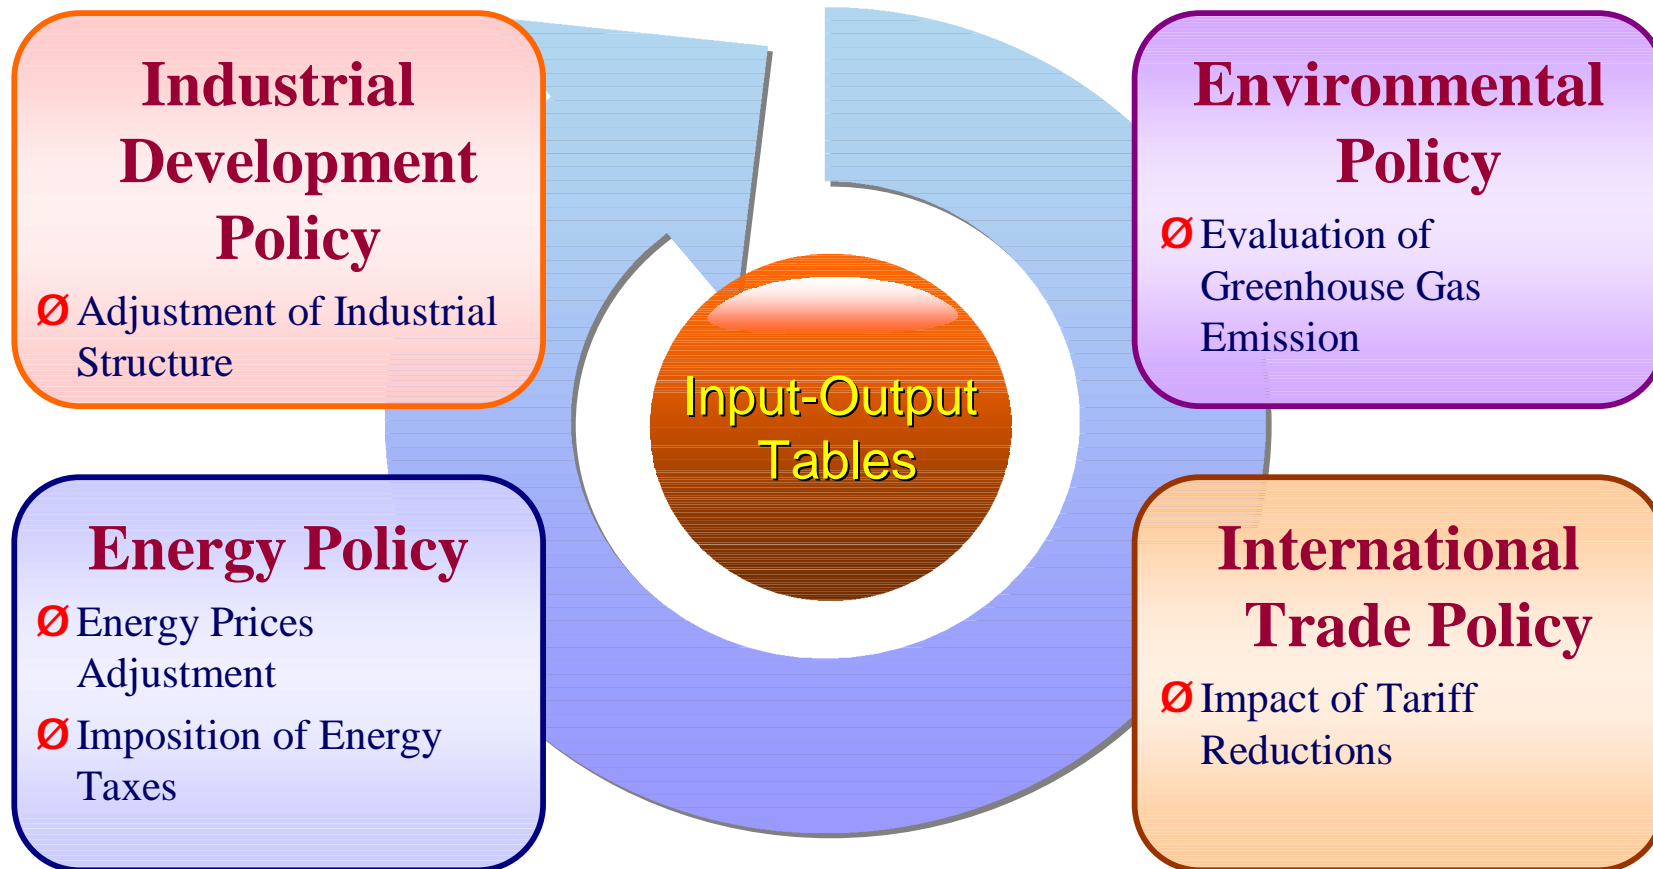 Industrial
Development
Policy
Ø Adjustment of Industrial
Structure
Environmental
Policy
Ø Evaluation of
Greenhouse Gas
Emission
Input-Output
Tables
Energy Policy
Ø Energy Prices
Adjustment
Ø Imposition of Energy
Taxes
International
Trade Policy
Ø Impact of Tariff
Reductions